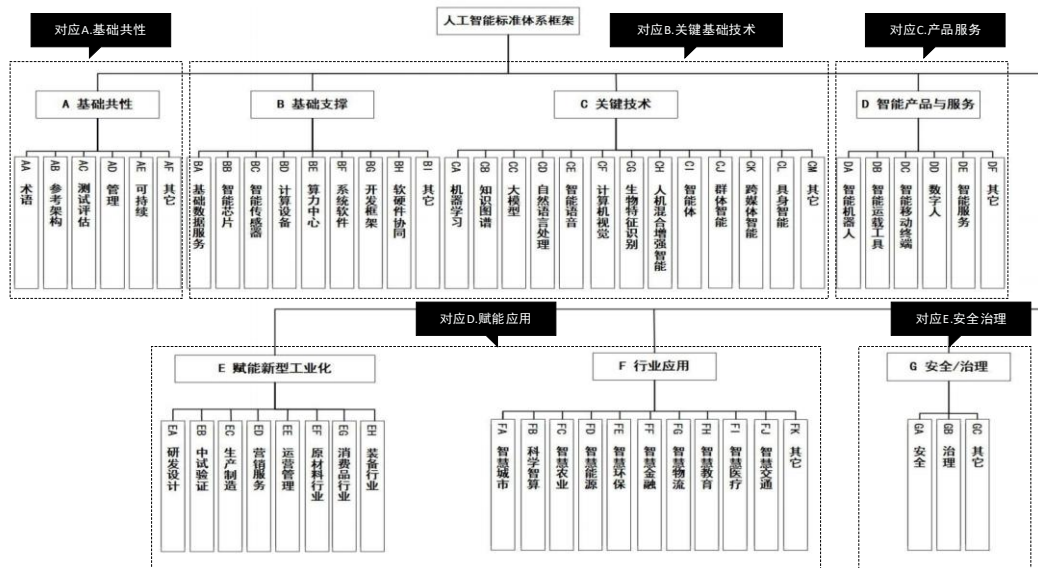 人工智能标准体系框架
对应A.基础共性
对应B.关键基础技术
对应C.产品服务
A 基础共性
B 基础支撑
C 关键技术
D 智能产品与服务
AA 术语
AB 参考架构
AC 测试评估
AD 管理
AE 可持续
AF 其它
BA 基础数据服务
BB 智能芯片
BC 智能传感器
BD 计算设备
BE 算力中心
BF 系统软件
BG 开发框架
BH 软硬件协同
BI 其它
CA 机器学习
CB 知识图谱
CC 大模型
CD 自然语言处理
CE 智能语音
CF 计算机视觉
CG 生物特征识别
CH 人机混合增强智能
CI 智能体
CJ 群体智能
CK 跨媒体智能
CL 具身智能
CM 其它
DA 智能机器人
DB 智能运载工具
DC 智能移动终端
DD 数字人
DE 智能服务
DF 其它
对应D.赋能应用
对应E.安全治理
E 赋能新型工业化
F 行业应用
G 安全/治理
EA 研发设计
EB 中试验证
EC 生产制造
ED 营销服务
EE 运营管理
EF 原材料行业
EG 消费品行业
EH 装备行业
FA 智慧城市
FB 科学智算
FC 智慧农业
FD 智慧能源
FE 智慧环保
FF 智慧金融
FG 智慧物流
FH 智慧教育
FI 智慧医疗
FJ 智慧交通
FK 其它
GA 安全
GB 治理
GC 其它